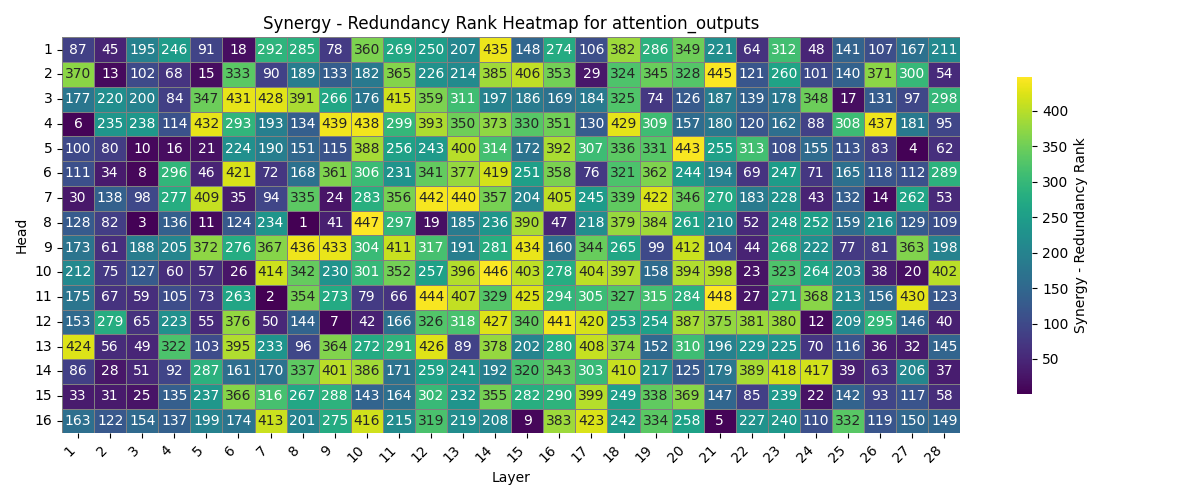 Synergy - Redundancy Rank Heatmap for attention_outputs
1 87 45 195 246 91 18 292 285 78 360 269 250 207 435 148 274 106 382 286 349 221 64 312 48 141 107 167 211
2 370 13 102 68 15 333 90 189 133 182 365 226 214 385 406 353 29 324 345 328 445 121 260 101 140 371 300 54
3 177 220 200 84 347 431 428 391 266 176 415 359 311 197 186 169 184 325 74 126 187 139 178 348 17 131 97 298
4 6 235 238 114 432 293 193 134 439 438 299 393 350 373 330 351 130 429 309 157 180 120 162 88 308 437 181 95
5 100 80 10 16 21 224 190 151 115 388 256 243 400 314 172 392 307 336 331 443 255 313 108 155 113 83 4 62
6 111 34 8 296 46 421 72 168 361 306 231 341 377 419 251 358 76 321 362 244 194 69 247 71 165 118 112 289
7 30 138 98 277 409 35 94 335 24 283 356 442 440 357 204 405 245 339 422 346 270 183 228 43 132 14 262 53
8 128 82 3 136 11 124 234 1 41 447 297 19 185 236 390 47 218 379 384 261 210 52 248 252 159 216 129 109
9 173 61 188 205 372 276 367 436 433 304 411 317 191 281 434 160 344 265 99 412 104 44 268 222 77 81 363 198
10 212 75 127 60 57 26 414 342 230 301 352 257 396 446 403 278 404 397 158 394 398 23 323 264 203 38 20 402
11 175 67 59 105 73 263 2 354 273 79 66 444 407 329 425 294 305 327 315 284 448 27 271 368 213 156 430 123
12 153 279 65 223 55 376 50 144 7 42 166 326 318 427 340 441 420 253 254 387 375 381 380 12 209 295 146 40
13 424 56 49 322 103 395 233 96 364 272 291 426 89 378 202 280 408 374 152 310 196 229 225 70 116 36 32 145
14 86 28 51 92 287 161 170 337 401 386 171 259 241 192 320 343 303 410 217 125 179 389 418 417 39 63 206 37
15 33 31 25 135 237 366 316 267 288 143 164 302 232 355 282 290 399 249 338 369 147 85 239 22 142 93 117 58
16 163 122 154 137 199 174 413 201 275 416 215 319 219 208 9 383 423 242 334 258 5 227 240 110 332 119 150 149
1 2 3 4 5 6 7 8 9 10 11 12 13 14 15 16 17 18 19 20 21 22 23 24 25 26 27 28
Layer
Head
400
350
300
250
200
150
100
50
Synergy - Redundancy Rank